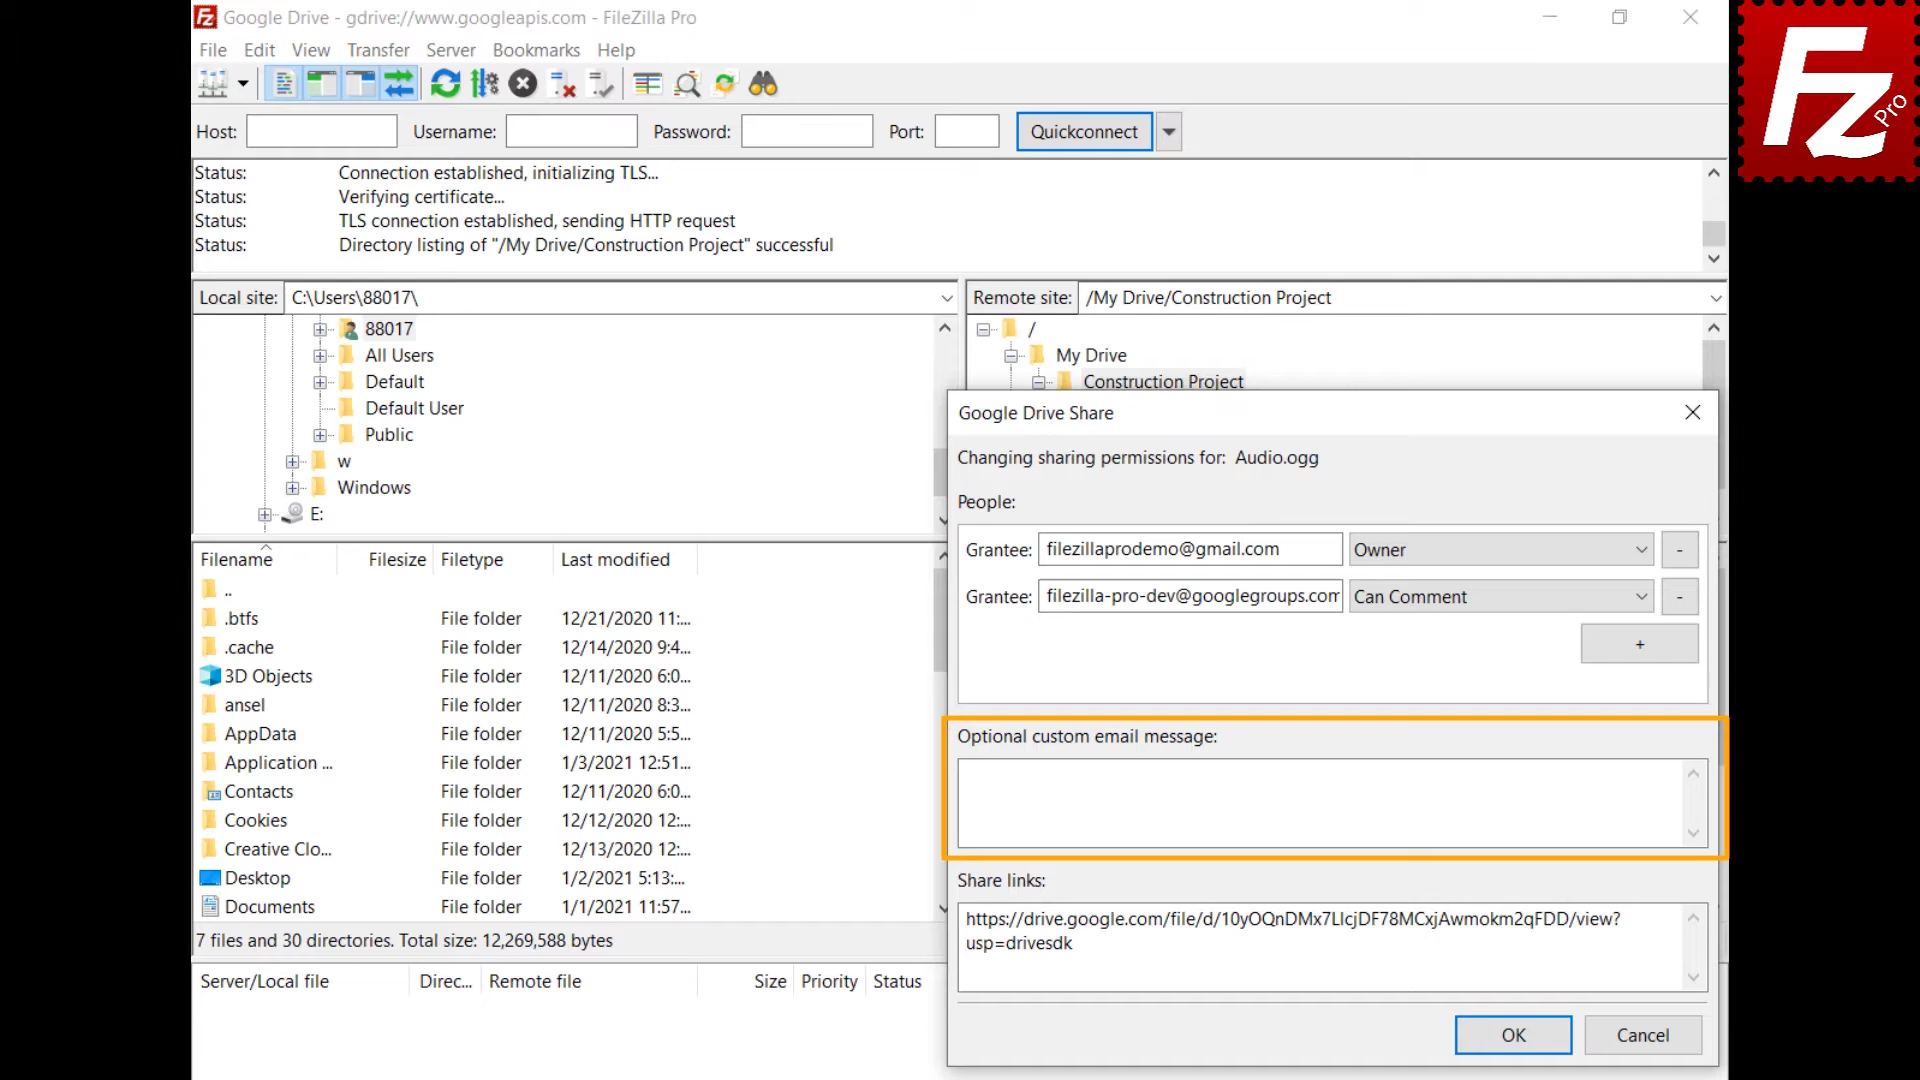 Google Drive - gdrive://www.googleapis.com - FileZilla Pro
File Edit View Transfer Server Bookmarks Help
Host: Username: Password: Port: Quickconnect
Status: Connection established, initializing TLS...
Status: Verifying certificate...
Status: TLS connection established, sending HTTP request
Status: Directory listing of "/My Drive/Construction Project" successful
Local site: C:\Users\88017\
88017
All Users
Default
Default User
Public
w
Windows
E:
Remote site: /My Drive/Construction Project
/
My Drive
Construction Project
Filename Filesize Filetype Last modified
..
.btfs File folder 12/21/2020 11:...
.cache File folder 12/14/2020 9:4...
3D Objects File folder 12/11/2020 6:0...
ansel File folder 12/11/2020 8:3...
AppData File folder 12/11/2020 5:5...
Application ... File folder 1/3/2021 12:51...
Contacts File folder 12/11/2020 6:0...
Cookies File folder 12/12/2020 12:...
Creative Clo... File folder 12/13/2020 12:...
Desktop File folder 1/2/2021 5:13:...
Documents File folder 1/1/2021 11:57...
7 files and 30 directories. Total size: 12,269,588 bytes
Server/Local file Direc... Remote file Size Priority Status
Google Drive Share
Changing sharing permissions for: Audio.ogg
People:
Grantee: filezillaprodemo@gmail.com Owner -
Grantee: filezilla-pro-dev@googlegroups.com Can Comment -
+
Optional custom email message:
Share links:
https://drive.google.com/file/d/10yOQnDMx7LIcjDF78MCxjAwmokm2qFDD/view?
usp=drivesdk
OK Cancel
Fz Pro